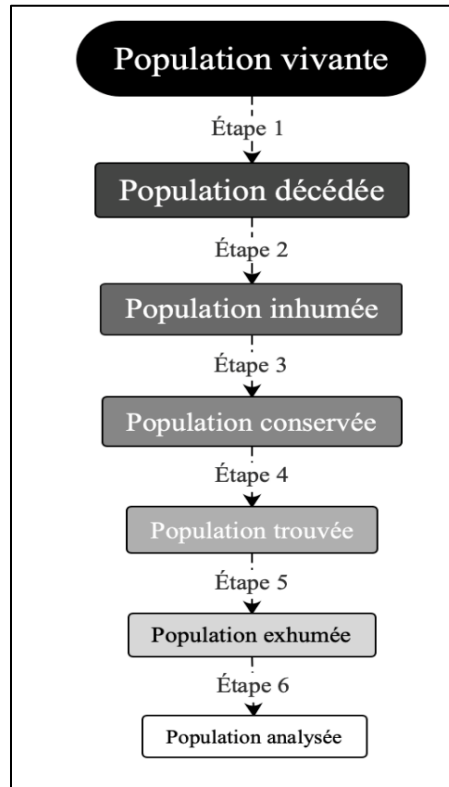 Population vivante
Étape 1
Population décédée
Étape 2
Population inhumée
Étape 3
Population conservée
Étape 4
Population trouvée
Étape 5
Population exhumée
Étape 6
Population analysée